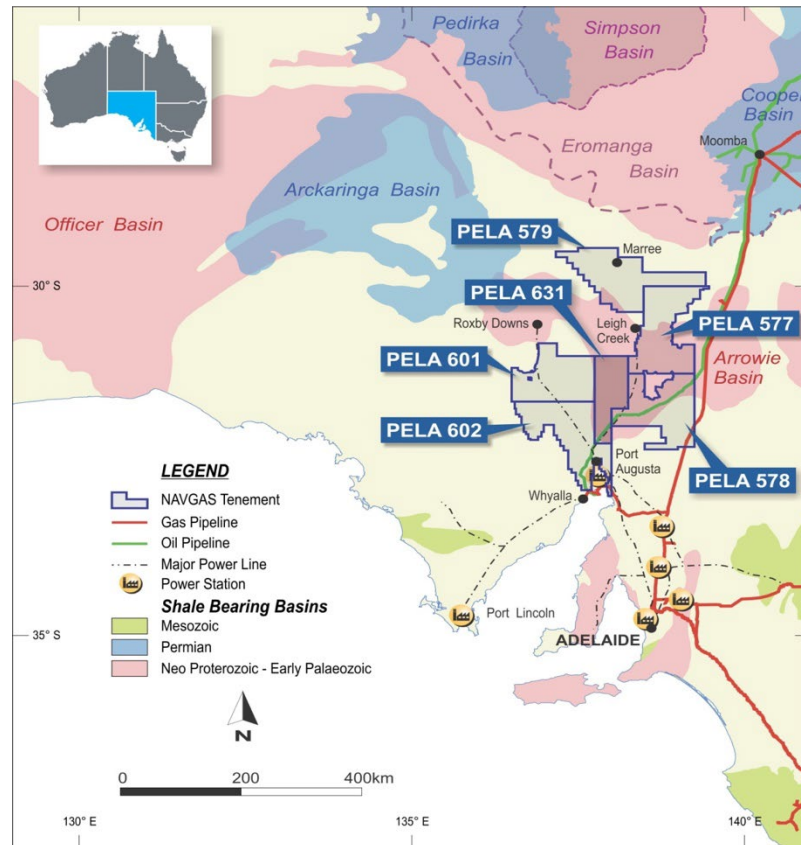 Pedirka
Basin
Simpson
Basin
Cooper
Basin
Moomba
Eromanga
Basin
Arckaringa Basin
Officer Basin
PELA 579
Marree
30° S
PELA 631
Roxby Downs
Leigh
Creek
PELA 577
PELA 601
Arrowie
Basin
PELA 602
Port
Augusta
PELA 578
Whyalla
LEGEND
NAVGAS Tenement
Gas Pipeline
Oil Pipeline
Major Power Line
Power Station
Shale Bearing Basins
Mesozoic
Permian
Neo Proterozoic - Early Palaeozoic
Port Lincoln
35° S
ADELAIDE
N
0
200
400km
130° E
135° E
140° E